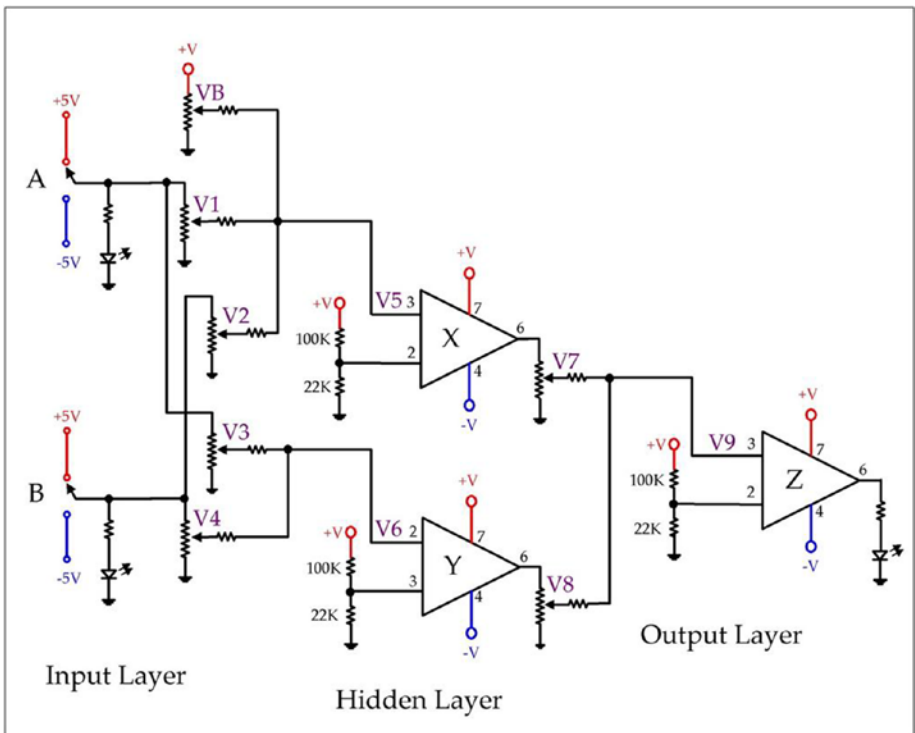 +V
VB
+5V
A
V1
-5V
V2
+V
V5
3
+V
7
X
6
100K
2
4
22K
-V
V7
+5V
V3
B
V4
-5V
+V
V6
2
+V
7
Y
6
100K
3
4
22K
-V
V8
+V
V9
3
+V
7
Z
6
100K
2
4
22K
-V
Input Layer
Hidden Layer
Output Layer